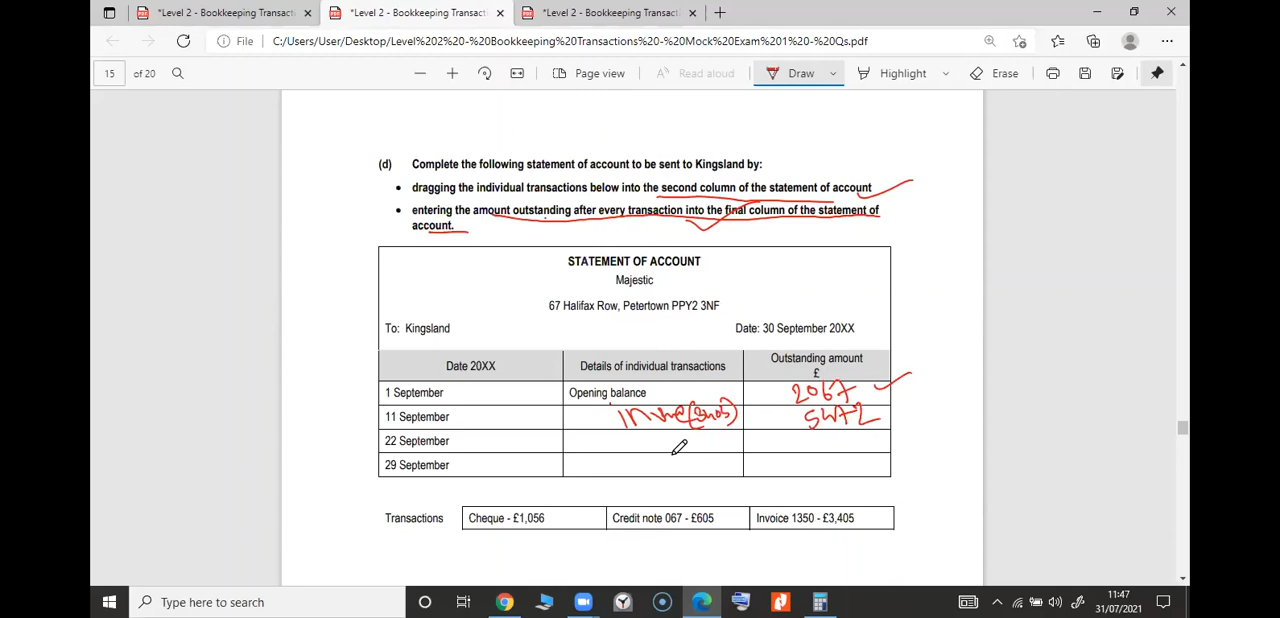 *Level 2 - Bookkeeping Transacti
*Level 2 - Bookkeeping Transacti
*Level 2 - Bookkeeping Transacti
File C:/Users/User/Desktop/Level%202%20-%20Bookkeeping%20Transactions%20-%20Mock%20Exam%201%20-%20Qs.pdf
15 of 20
Page view
Read aloud
Draw
Highlight
Erase
(d) Complete the following statement of account to be sent to Kingsland by:
• dragging the individual transactions below into the second column of the statement of account
• entering the amount outstanding after every transaction into the final column of the statement of
account.
STATEMENT OF ACCOUNT
Majestic
67 Halifax Row, Petertown PPY2 3NF
To: Kingsland Date: 30 September 20XX
Date 20XX Details of individual transactions Outstanding amount
£
1 September Opening balance 2067
11 September 5472
22 September
29 September
Transactions Cheque - £1,056 Credit note 067 - £605 Invoice 1350 - £3,405
Type here to search
11:47
31/07/2021